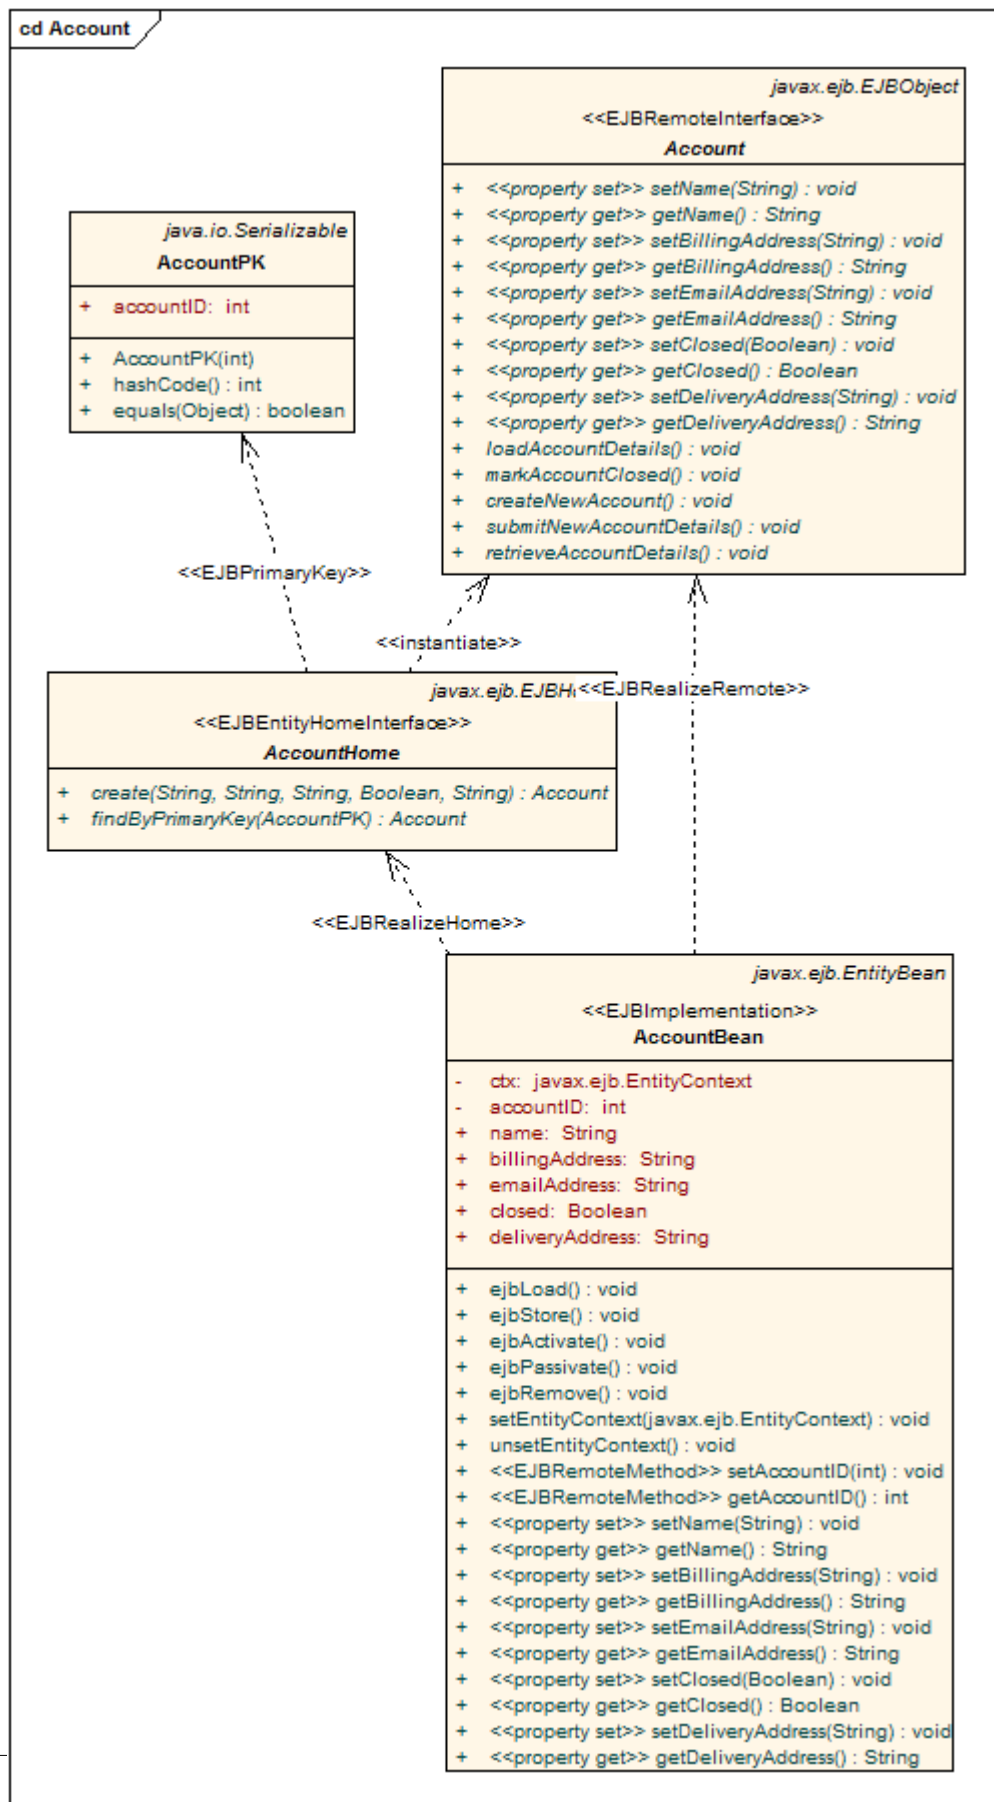 cd Account
javax.ejb.EJBObject
<<EJBRemoteInterface>>
Account
+ <<property set>> setName(String) : void
+ <<property get>> getName() : String
+ <<property set>> setBillingAddress(String) : void
+ <<property get>> getBillingAddress() : String
+ <<property set>> setEmailAddress(String) : void
+ <<property get>> getEmailAddress() : String
+ <<property set>> setClosed(Boolean) : void
+ <<property get>> getClosed() : Boolean
+ <<property set>> setDeliveryAddress(String) : void
+ <<property get>> getDeliveryAddress() : String
+ loadAccountDetails() : void
+ markAccountClosed() : void
+ createNewAccount() : void
+ submitNewAccountDetails() : void
+ retrieveAccountDetails() : void
java.io.Serializable
AccountPK
+ accountID: int
+ AccountPK(int)
+ hashCode() : int
+ equals(Object) : boolean
<<EJBPrimaryKey>>
<<instantiate>>
<<EJBRealizeRemote>>
javax.ejb.EJBH
<<EJBEntityHomeInterface>>
AccountHome
+ create(String, String, String, Boolean, String) : Account
+ findByPrimaryKey(AccountPK) : Account
<<EJBRealizeHome>>
javax.ejb.EntityBean
<<EJBImplementation>>
AccountBean
- ctx: javax.ejb.EntityContext
- accountID: int
+ name: String
+ billingAddress: String
+ emailAddress: String
+ closed: Boolean
+ deliveryAddress: String
+ ejbLoad() : void
+ ejbStore() : void
+ ejbActivate() : void
+ ejbPassivate() : void
+ ejbRemove() : void
+ setEntityContext(javax.ejb.EntityContext) : void
+ unsetEntityContext() : void
+ <<EJBRemoteMethod>> setAccountID(int) : void
+ <<EJBRemoteMethod>> getAccountID() : int
+ <<property set>> setName(String) : void
+ <<property get>> getName() : String
+ <<property set>> setBillingAddress(String) : void
+ <<property get>> getBillingAddress() : String
+ <<property set>> setEmailAddress(String) : void
+ <<property get>> getEmailAddress() : String
+ <<property set>> setClosed(Boolean) : void
+ <<property get>> getClosed() : Boolean
+ <<property set>> setDeliveryAddress(String) : void
+ <<property get>> getDeliveryAddress() : String